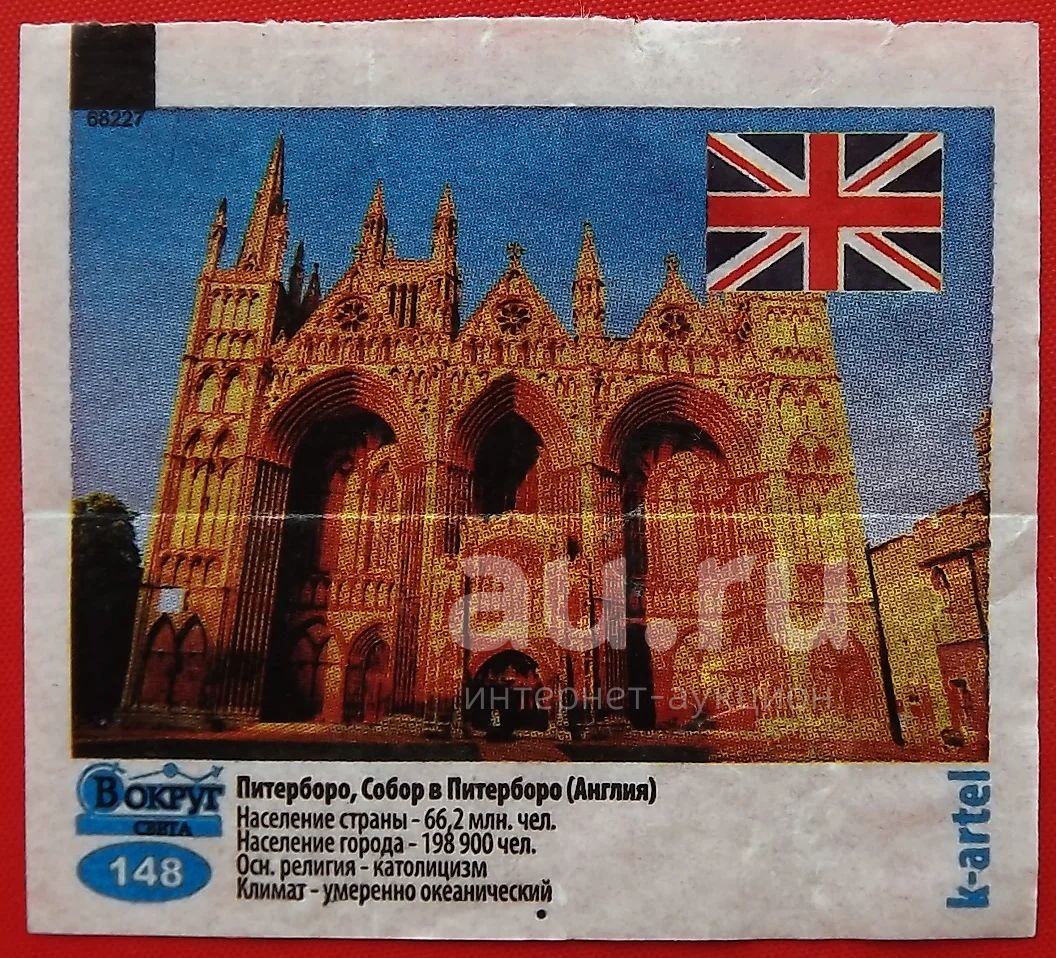 68227
au.ru
интернет-аукцион
Вокруг
СВЕТА
148
Питерборо, Собор в Питерборо (Англия)
Население страны - 66,2 млн. чел.
Население города - 198 900 чел.
Осн. религия - католицизм
Климат - умеренно океанический
k-artel